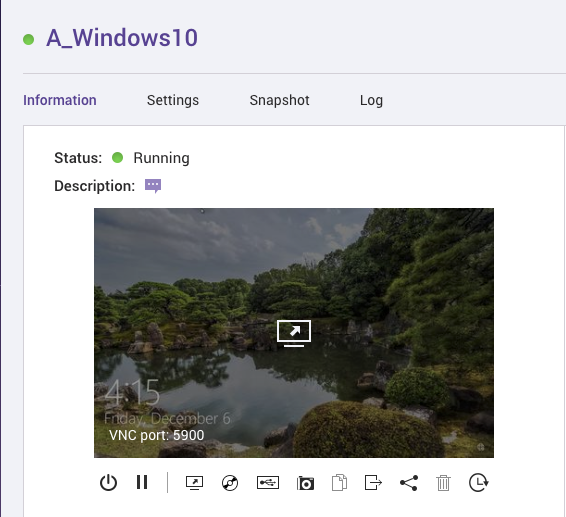 A_Windows10
Information Settings Snapshot Log
Status: Running
Description:
4:15
Friday, December 6
VNC port: 5900